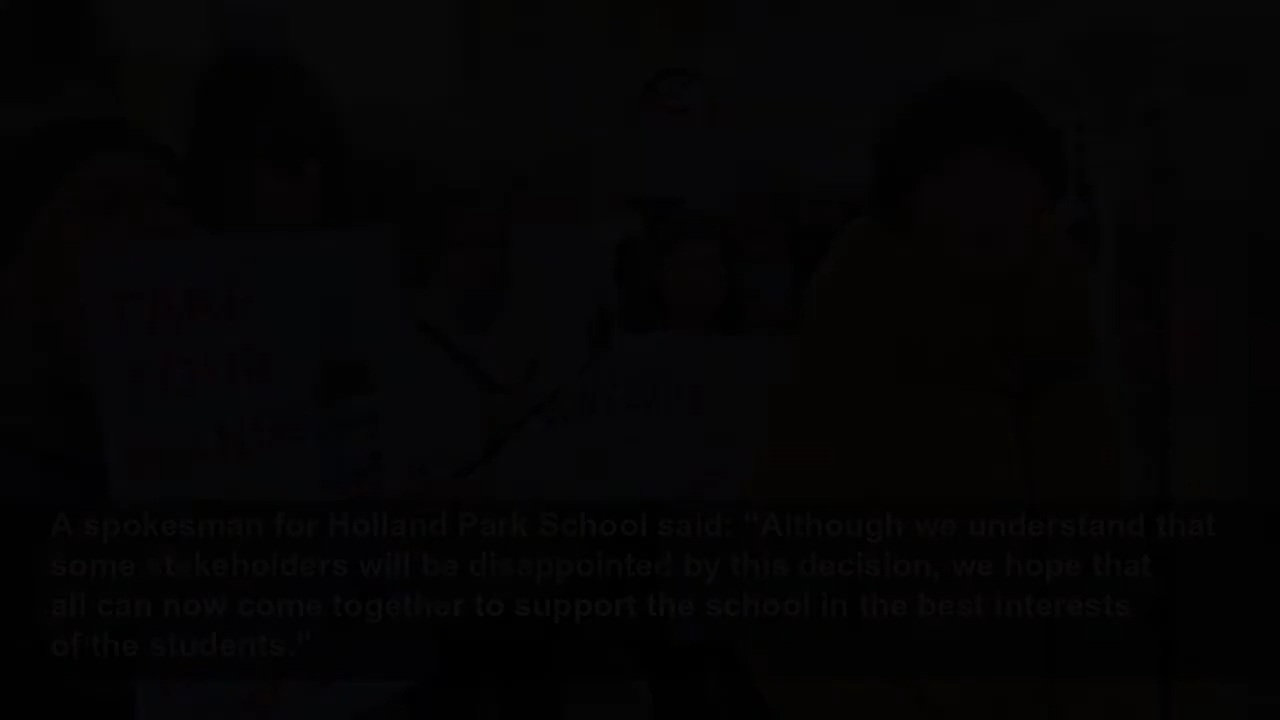 A spokesman for Holland Park School said: "Although we understand that
some stakeholders will be disappointed by this decision, we hope that
all can now come together to support the school in the best interests
of the students."